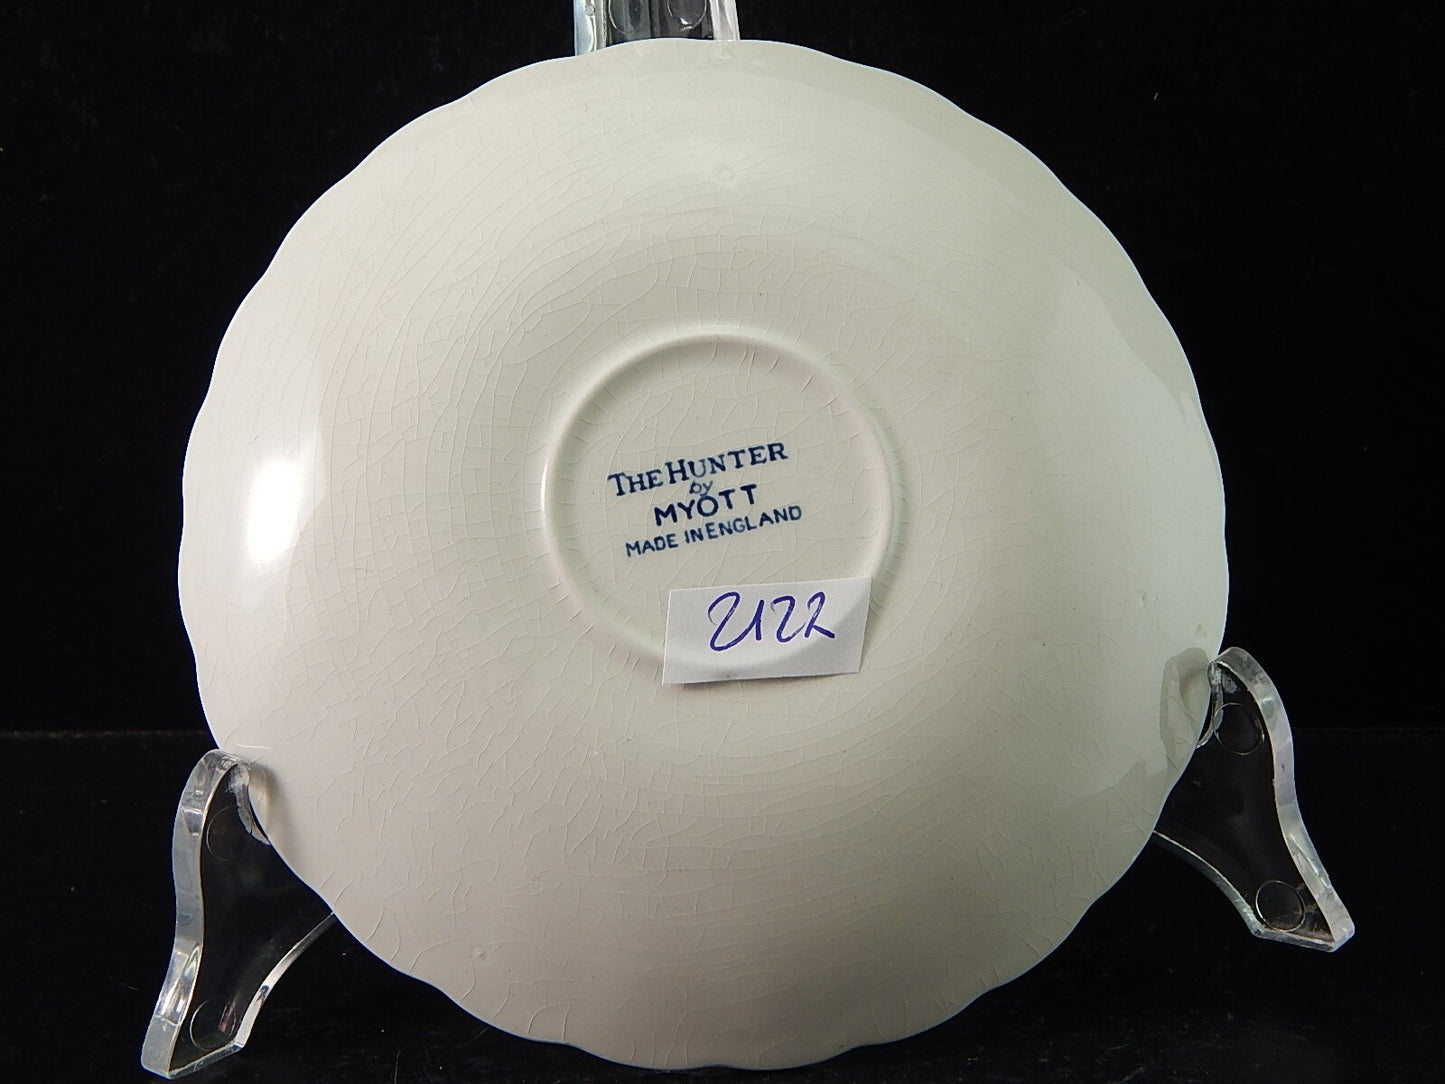 THE HUNTER
by
MYOTT
MADE IN ENGLAND
2122